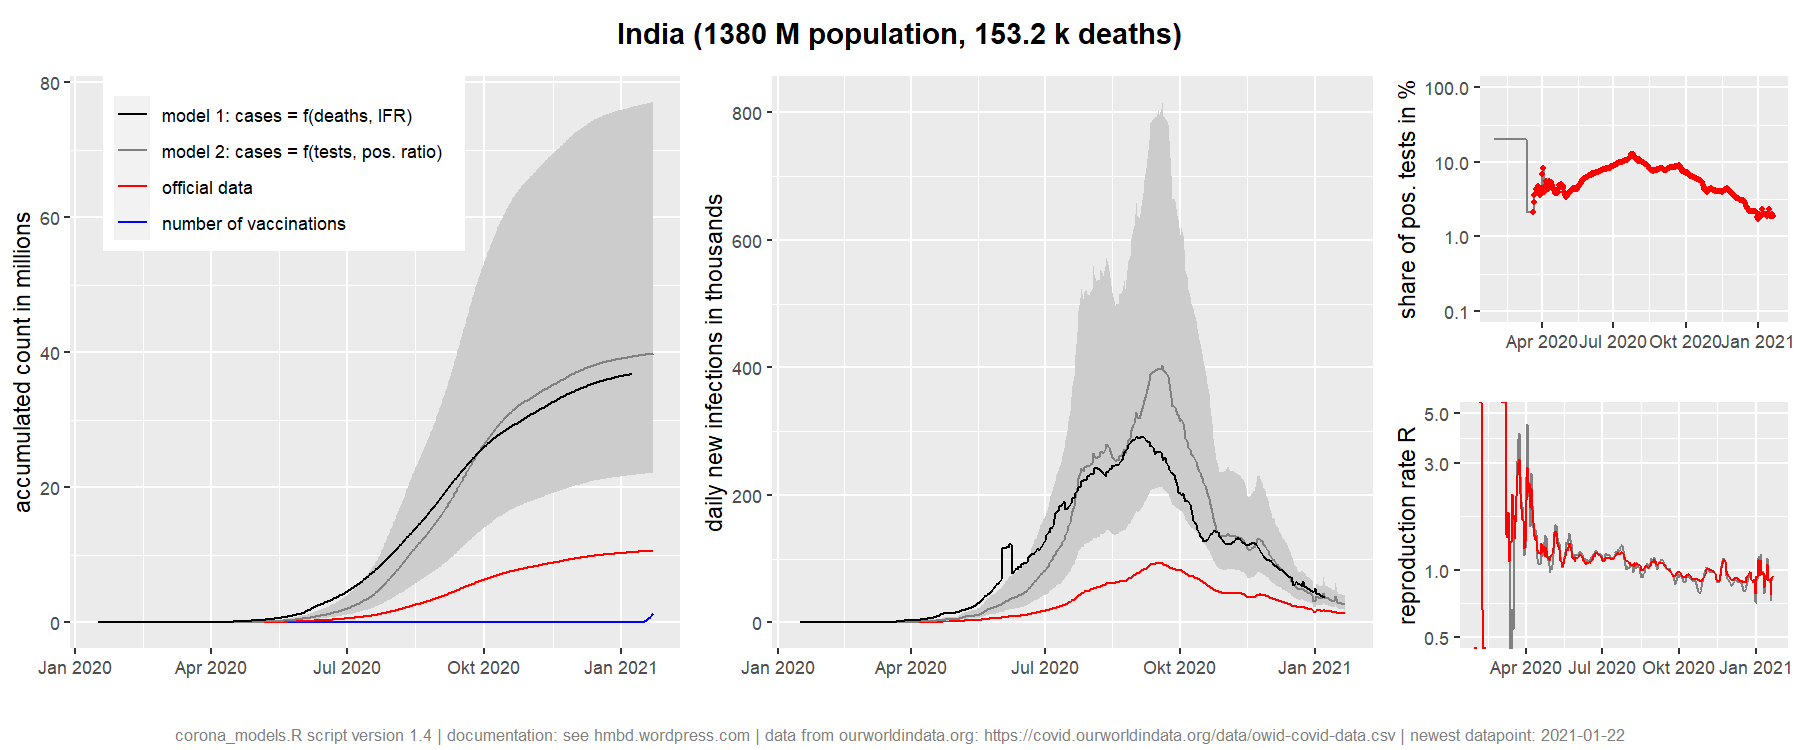 India (1380 M population, 153.2 k deaths)
accumulated count in millions
80
60
40
20
0
Jan 2020
Apr 2020
Jul 2020
Okt 2020
Jan 2021
model 1: cases = f(deaths, IFR)
model 2: cases = f(tests, pos. ratio)
official data
number of vaccinations
daily new infections in thousands
800
600
400
200
0
Jan 2020
Apr 2020
Jul 2020
Okt 2020
Jan 2021
share of pos. tests in %
100.0
10.0
1.0
0.1
Apr 2020
Jul 2020
Okt 2020
Jan 2021
reproduction rate R
5.0
3.0
1.0
0.5
Apr 2020
Jul 2020
Okt 2020
Jan 2021
corona_models.R script version 1.4 | documentation: see hmbd.wordpress.com | data from ourworldindata.org: https://covid.ourworldindata.org/data/owid-covid-data.csv | newest datapoint: 2021-01-22